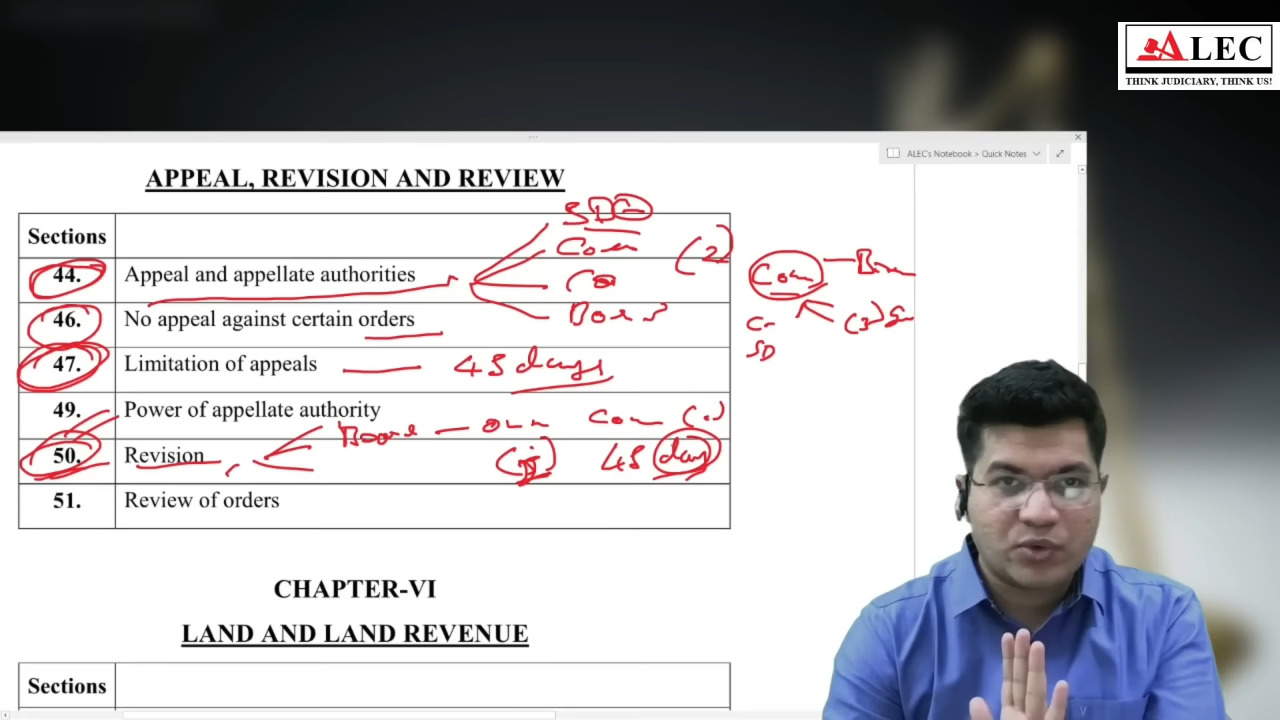 ALEC
THINK JUDICIARY, THINK US!
ALEC's Notebook > Quick Notes
APPEAL, REVISION AND REVIEW
Sections
44. Appeal and appellate authorities
46. No appeal against certain orders
47. Limitation of appeals 45 days
49. Power of appellate authority
50. Revision
45 days
51. Review of orders
(2)
CHAPTER-VI
LAND AND LAND REVENUE
Sections